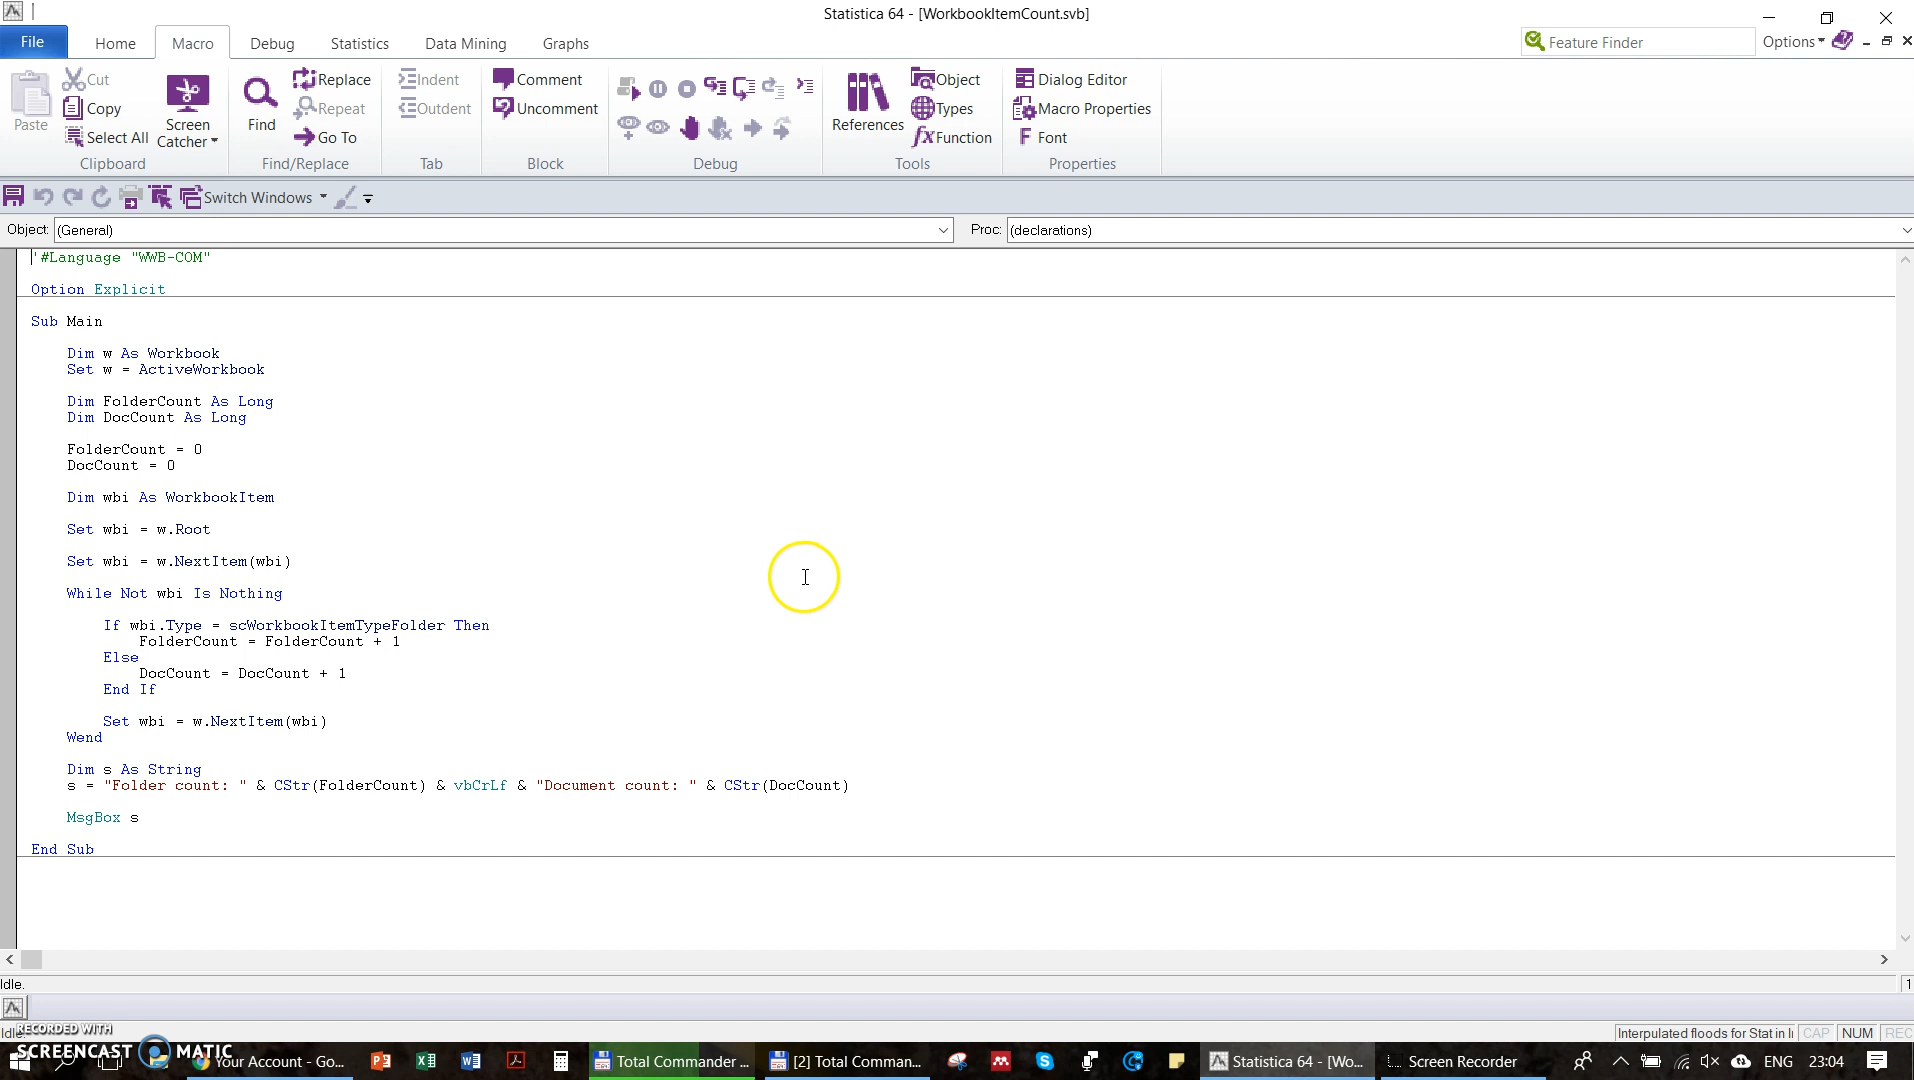 Statistica 64 - [WorkbookItemCount.svb]
File Home Macro Debug Statistics Data Mining Graphs
Feature Finder
Options
Paste
Cut
Copy
Select All
Screen Catcher
Clipboard
Find
Replace
Repeat
Go To
Find/Replace
Indent
Outdent
Tab
Comment
Uncomment
Block
Debug
References
Object
Types
Function
Tools
Dialog Editor
Macro Properties
Font
Properties
Switch Windows
Object: (General) Proc: (declarations)
'#Language "WWB-COM"
Option Explicit
Sub Main
Dim w As Workbook
Set w = ActiveWorkbook
Dim FolderCount As Long
Dim DocCount As Long
FolderCount = 0
DocCount = 0
Dim wbi As WorkbookItem
Set wbi = w.Root
Set wbi = w.NextItem(wbi)
While Not wbi Is Nothing
If wbi.Type = scWorkbookItemTypeFolder Then
FolderCount = FolderCount + 1
Else
DocCount = DocCount + 1
End If
Set wbi = w.NextItem(wbi)
Wend
Dim s As String
s = "Folder count: " & CStr(FolderCount) & vbCrLf & "Document count: " & CStr(DocCount)
MsgBox s
End Sub
Idle.
1
RECORDED WITH
Idle.
Interpulated floods for Stat in I CAP NUM REC
SCREENCAST MATIC
Your Account - Go... Total Commander ... [2] Total Comman... Statistica 64 - [Wo... Screen Recorder ENG 23:04